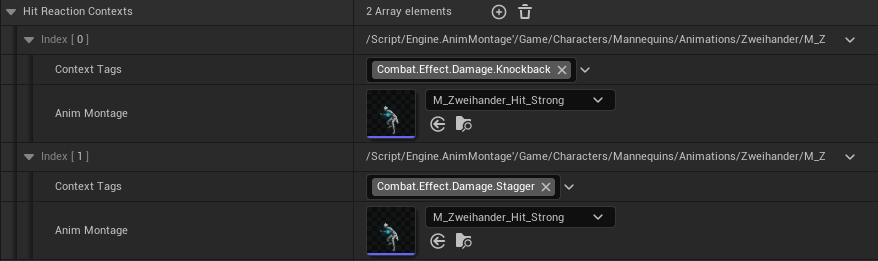 Hit Reaction Contexts 2 Array elements
Index [ 0 ] /Script/Engine.AnimMontage'/Game/Characters/Mannequins/Animations/Zweihander/M_Z
Context Tags Combat.Effect.Damage.Knockback
Anim Montage M_Zweihander_Hit_Strong
Index [ 1 ] /Script/Engine.AnimMontage'/Game/Characters/Mannequins/Animations/Zweihander/M_Z
Context Tags Combat.Effect.Damage.Stagger
Anim Montage M_Zweihander_Hit_Strong